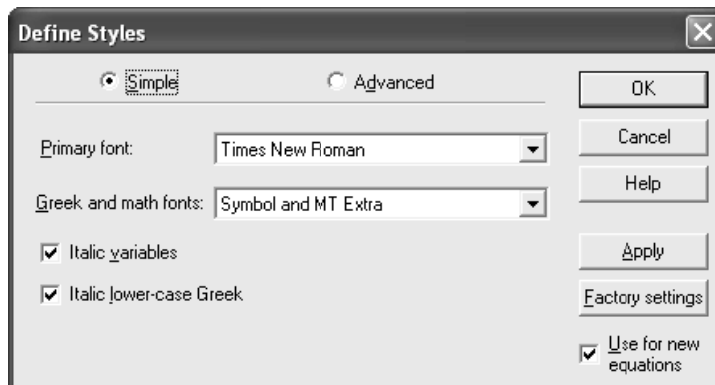 Define Styles
Simple
Advanced
OK
Primary font:
Times New Roman
Cancel
Greek and math fonts:
Symbol and MT Extra
Help
Italic variables
Apply
Italic lower-case Greek
Factory settings
Use for new
equations